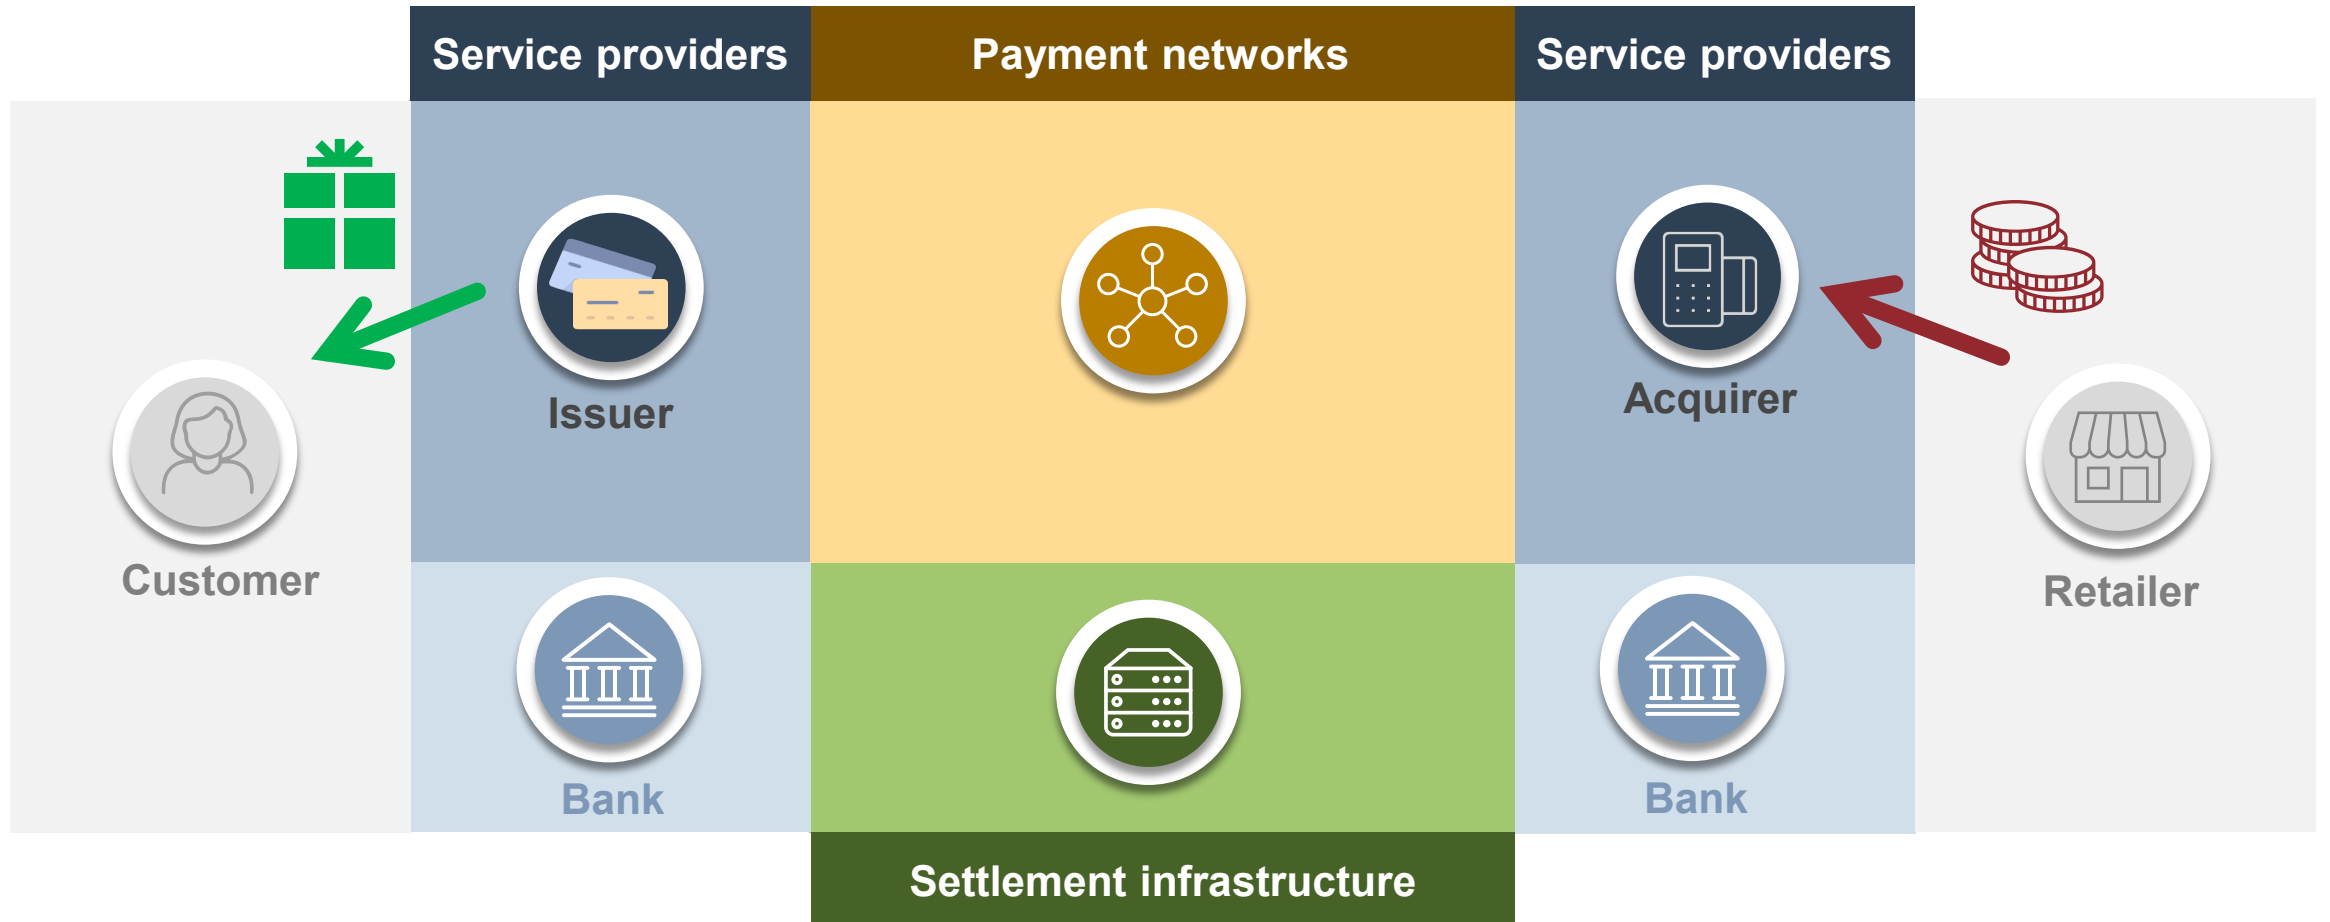 Service providers
Payment networks
Service providers
Issuer
Acquirer
Customer
Retailer
Bank
Bank
Settlement infrastructure